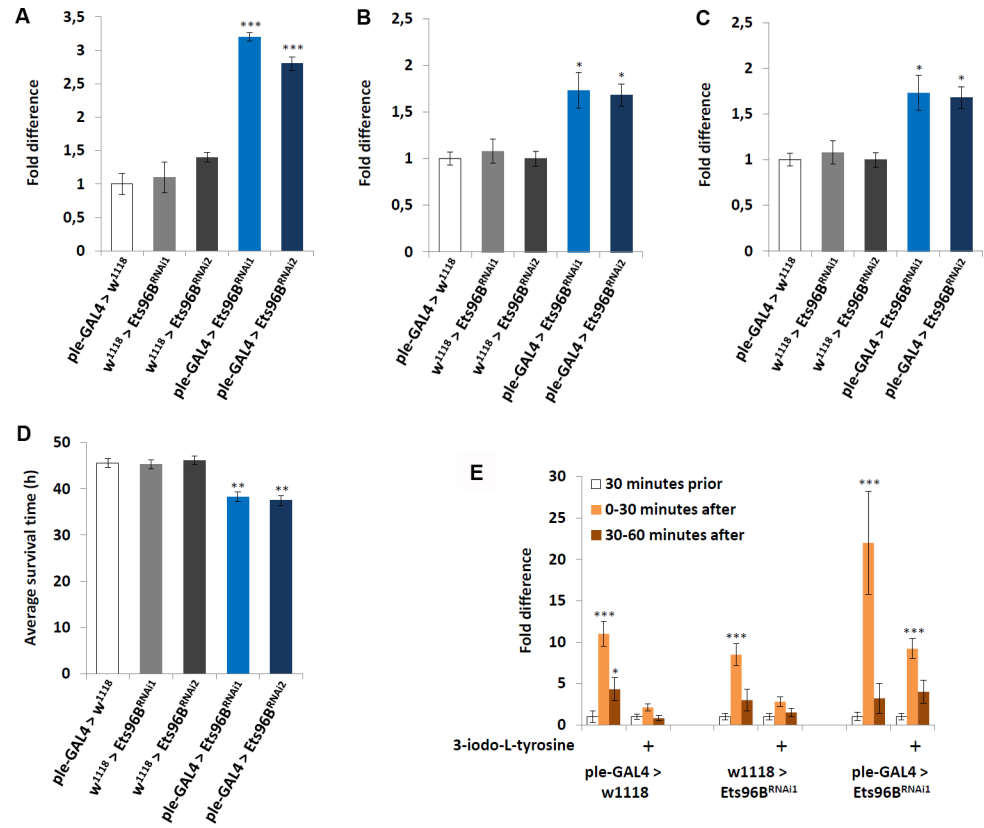 A
Fold difference
3,5
3
2,5
2
1,5
1
0,5
0
***
***
ple-GAL4 > w1118
w1118 > Ets96BRNAi1
w1118 > Ets96BRNAi2
ple-GAL4 > Ets96BRNAi1
ple-GAL4 > Ets96BRNAi2
B
Fold difference
2,5
2
1,5
1
0,5
0
*
*
ple-GAL4 > w1118
w1118 > Ets96BRNAi1
w1118 > Ets96BRNAi2
ple-GAL4 > Ets96BRNAi1
ple-GAL4 > Ets96BRNAi2
C
Fold difference
2,5
2
1,5
1
0,5
0
*
*
ple-GAL4 > w1118
w1118 > Ets96BRNAi1
w1118 > Ets96BRNAi2
ple-GAL4 > Ets96BRNAi1
ple-GAL4 > Ets96BRNAi2
D
Average survival time (h)
50
40
30
20
10
0
**
**
ple-GAL4 > w1118
w1118 > Ets96BRNAi1
w1118 > Ets96BRNAi2
ple-GAL4 > Ets96BRNAi1
ple-GAL4 > Ets96BRNAi2
E
Fold difference
30
25
20
15
10
5
0
30 minutes prior
0-30 minutes after
30-60 minutes after
***
*
***
***
***
3-iodo-L-tyrosine
+
+
+
ple-GAL4 >
w1118
w1118 >
Ets96BRNAi1
ple-GAL4 >
Ets96BRNAi1